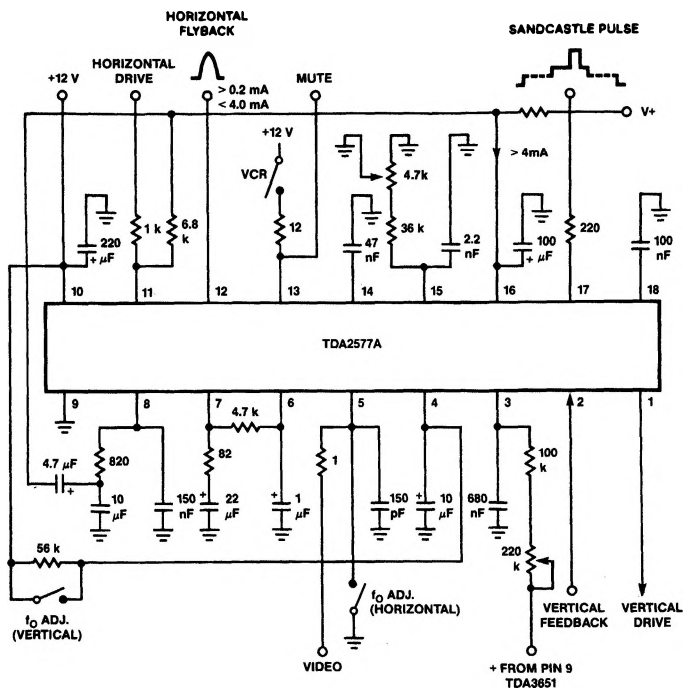 HORIZONTAL
FLYBACK
SANDCASTLE PULSE
+12 V
HORIZONTAL
DRIVE
> 0.2 mA
< 4.0 mA
MUTE
V+
+12 V
VCR
> 4mA
4.7k
220
+ µF
1 k
6.8
k
12
47
nF
36 k
2.2
nF
100
+ µF
220
100
nF
10
11
12
13
14
15
16
17
18
TDA2577A
9
8
7
6
5
4
3
2
1
4.7 k
4.7 µF
+
820
10
µF
150
nF
82
+
22
µF
+
1
µF
1
150
pF
+
10
µF
680
nF
100
k
56 k
220
k
fO ADJ.
(VERTICAL)
fO ADJ.
(HORIZONTAL)
VERTICAL
FEEDBACK
VERTICAL
DRIVE
VIDEO
+ FROM PIN 9
TDA3651